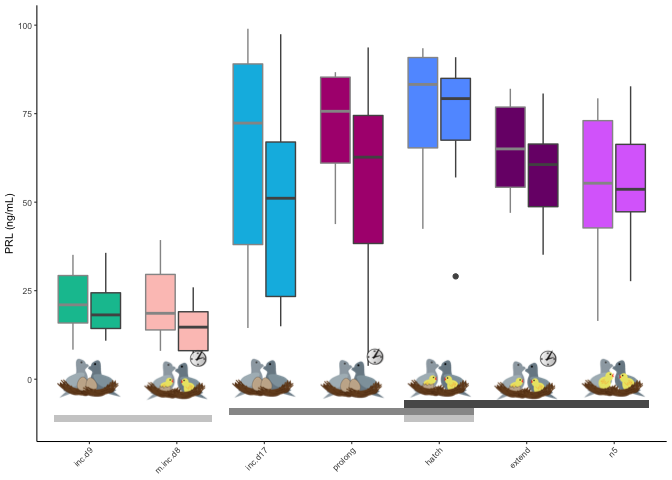 PRL (ng/mL)
100
75
50
25
0
inc.d9
m.inc.d8
inc.d17
prolong
hatch
extend
n5